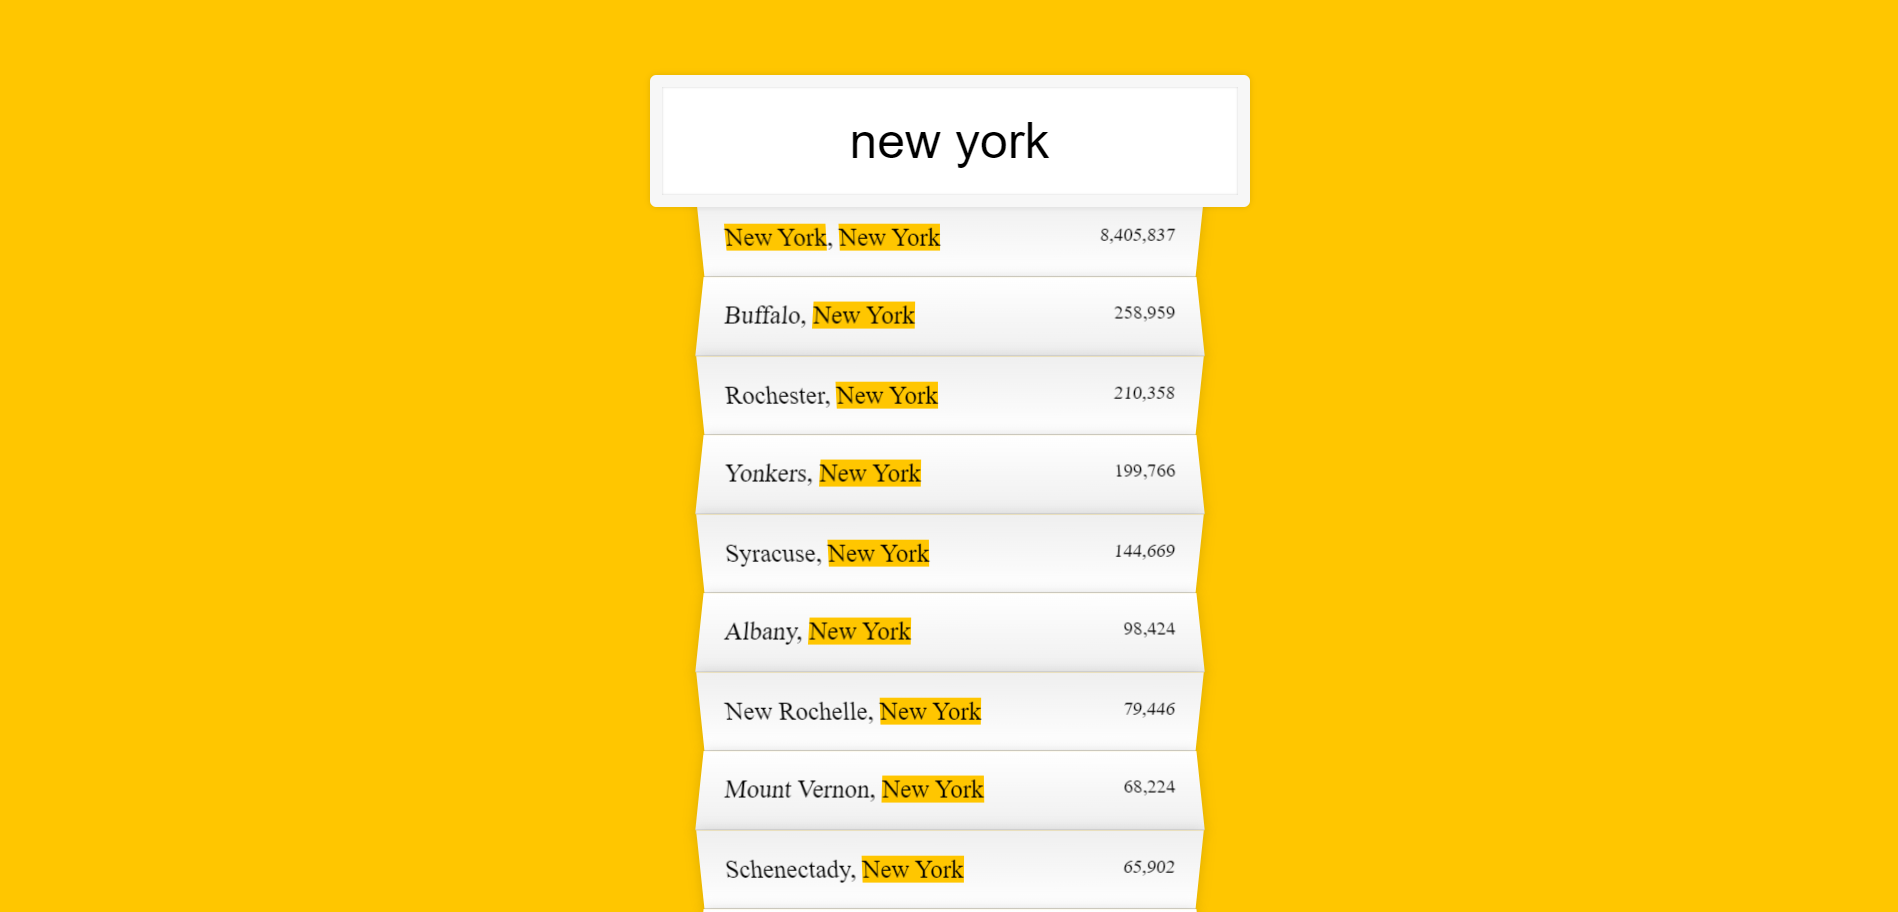 new york
New York, New York 8,405,837
Buffalo, New York 258,959
Rochester, New York 210,358
Yonkers, New York 199,766
Syracuse, New York 144,669
Albany, New York 98,424
New Rochelle, New York 79,446
Mount Vernon, New York 68,224
Schenectady, New York 65,902